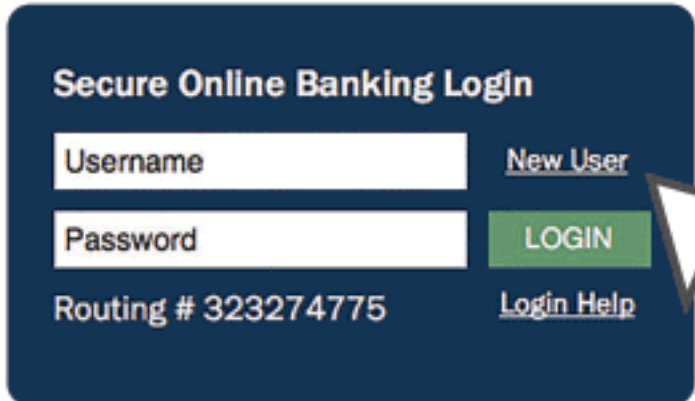 Secure Online Banking Login
Username New User
Password LOGIN
Routing # 323274775 Login Help